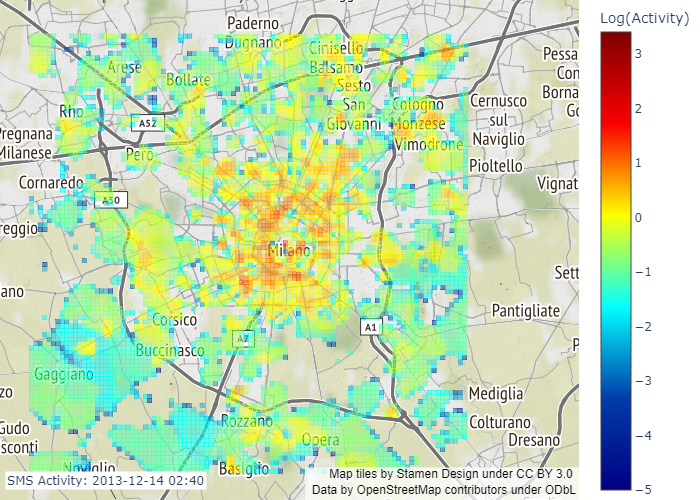 Paderno
Dugnano
Cinisello
Balsamo
Arese
Bollate
Sesto
San
Giovanni
Rho
A52
Cologno
Monzese
Vimodrone
Cernusco
sul
Naviglio
Pero
Pioltello
Cornaredo
A50
Milano
Pantigliate
Corsico
A7
A1
Buccinasco
Gaggiano
Mediglia
Rozzano
Colturano
Dresano
Opera
Noviglio
Basiglio
SMS Activity: 2013-12-14 02:40
Map tiles by Stamen Design under CC BY 3.0
Data by OpenStreetMap contributors under ODbL
Pregnana
Milanese
reggio
ano
zo
Gudo
sconti
Pessa
Con
Borna
Go
Vignat
Sett
P
Log(Activity)
3
2
1
0
−1
−2
−3
−4
−5